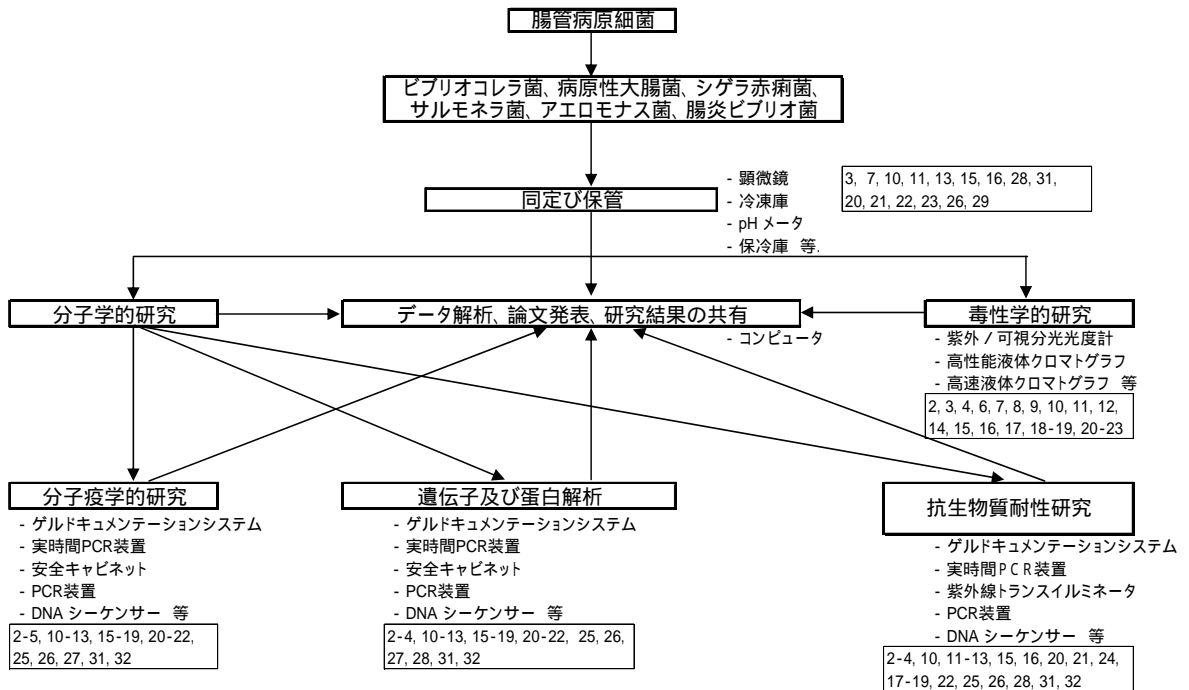 腸管病原細菌
ビブリオコレラ菌、病原性大腸菌、シゲラ赤痢菌、
サルモネラ菌、アエロモナス菌、腸炎ビブリオ菌
同定び保管
- 顕微鏡
- 冷凍庫
- pH メータ
- 保冷庫 等.
3, 7, 10, 11, 13, 15, 16, 28, 31,
20, 21, 22, 23, 26, 29
分子学的研究
データ解析、論文発表、研究結果の共有
- コンピュータ
毒性学的研究
- 紫外 / 可視分光光度計
- 高性能液体クロマトグラフ
- 高速液体クロマトグラフ 等
2, 3, 4, 6, 7, 8, 9, 10, 11, 12,
14, 15, 16, 17, 18-19, 20-23
分子疫学的研究
- ゲルドキュメンテーションシステム
- 実時間PCR装置
- 安全キャビネット
- PCR装置
- DNA シーケンサー 等
2-5, 10-13, 15-19, 20-22,
25, 26, 27, 31, 32
遺伝子及び蛋白解析
- ゲルドキュメンテーションシステム
- 実時間PCR装置
- 安全キャビネット
- PCR装置
- DNA シーケンサー 等
2-4, 10-13, 15-19, 20-22, 25, 26,
27, 28, 31, 32
抗生物質耐性研究
- ゲルドキュメンテーションシステム
- 実時間PCR装置
- 紫外線トランスイルミネータ
- PCR装置
- DNA シーケンサー 等
2-4, 10, 11-13, 15, 16, 20, 21, 24,
17-19, 22, 25, 26, 28, 31, 32